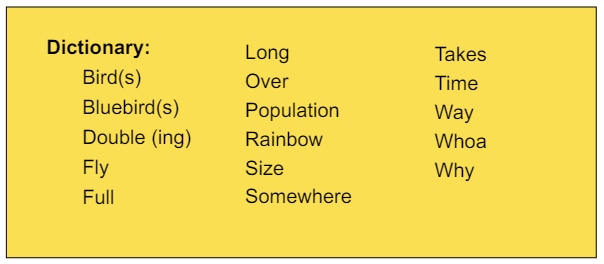 Dictionary:
Bird(s)
Bluebird(s)
Double (ing)
Fly
Full
Long
Over
Population
Rainbow
Size
Somewhere
Takes
Time
Way
Whoa
Why